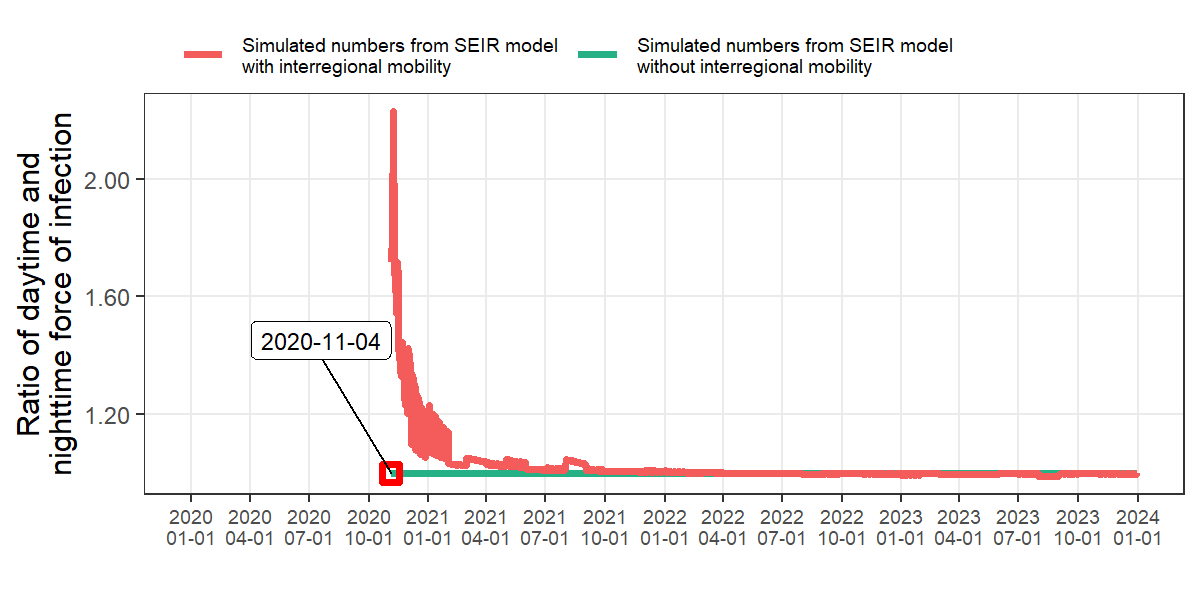 Simulated numbers from SEIR model
with interregional mobility
Simulated numbers from SEIR model
without interregional mobility
Ratio of daytime and
nighttime force of infection
2.00
1.60
1.20
2020-11-04
2020 2020 2020 2020 2021 2021 2021 2021 2022 2022 2022 2022 2023 2023 2023 2023 2024
01-01 04-01 07-01 10-01 01-01 04-01 07-01 10-01 01-01 04-01 07-01 10-01 01-01 04-01 07-01 10-01 01-01